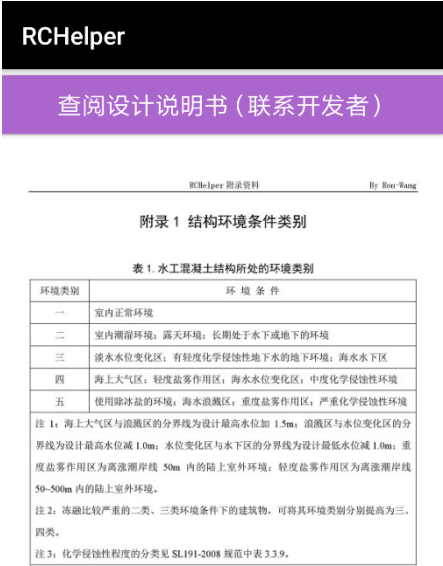 RCHelper
查阅设计说明书（联系开发者）
RCHelper 附录资料 By Ron-Wang
附录 1 结构环境条件类别
表 1. 水工混凝土结构所处的环境类别
环境类别 环 境 条 件
一 室内正常环境
二 室内潮湿环境；露天环境；长期处于水下或地下的环境
三 淡水水位变化区；有轻度化学侵蚀性地下水的地下环境；海水水下区
四 海上大气区；轻度盐雾作用区；海水水位变化区；中度化学侵蚀性环境
五 使用除冰盐的环境；海水浪溅区；重度盐雾作用区；严重化学侵蚀性环境
注 1：海上大气区与浪溅区的分界线为设计最高水位加 1.5m；浪溅区与水位变化区的分
界线为设计最高水位减 1.0m；水位变化区与水下区的分界线为设计最低水位减 1.0m；重
度盐雾作用区为离涨潮岸线 50m 内的陆上室外环境；轻度盐雾作用区为离涨潮岸线
50~500m 内的陆上室外环境。
注 2：冻融比较严重的二类、三类环境条件下的建筑物，可将其环境类别分别提高为三、
四类。
注 3：化学侵蚀性程度的分类见 SL191-2008 规范中表 3.3.9。